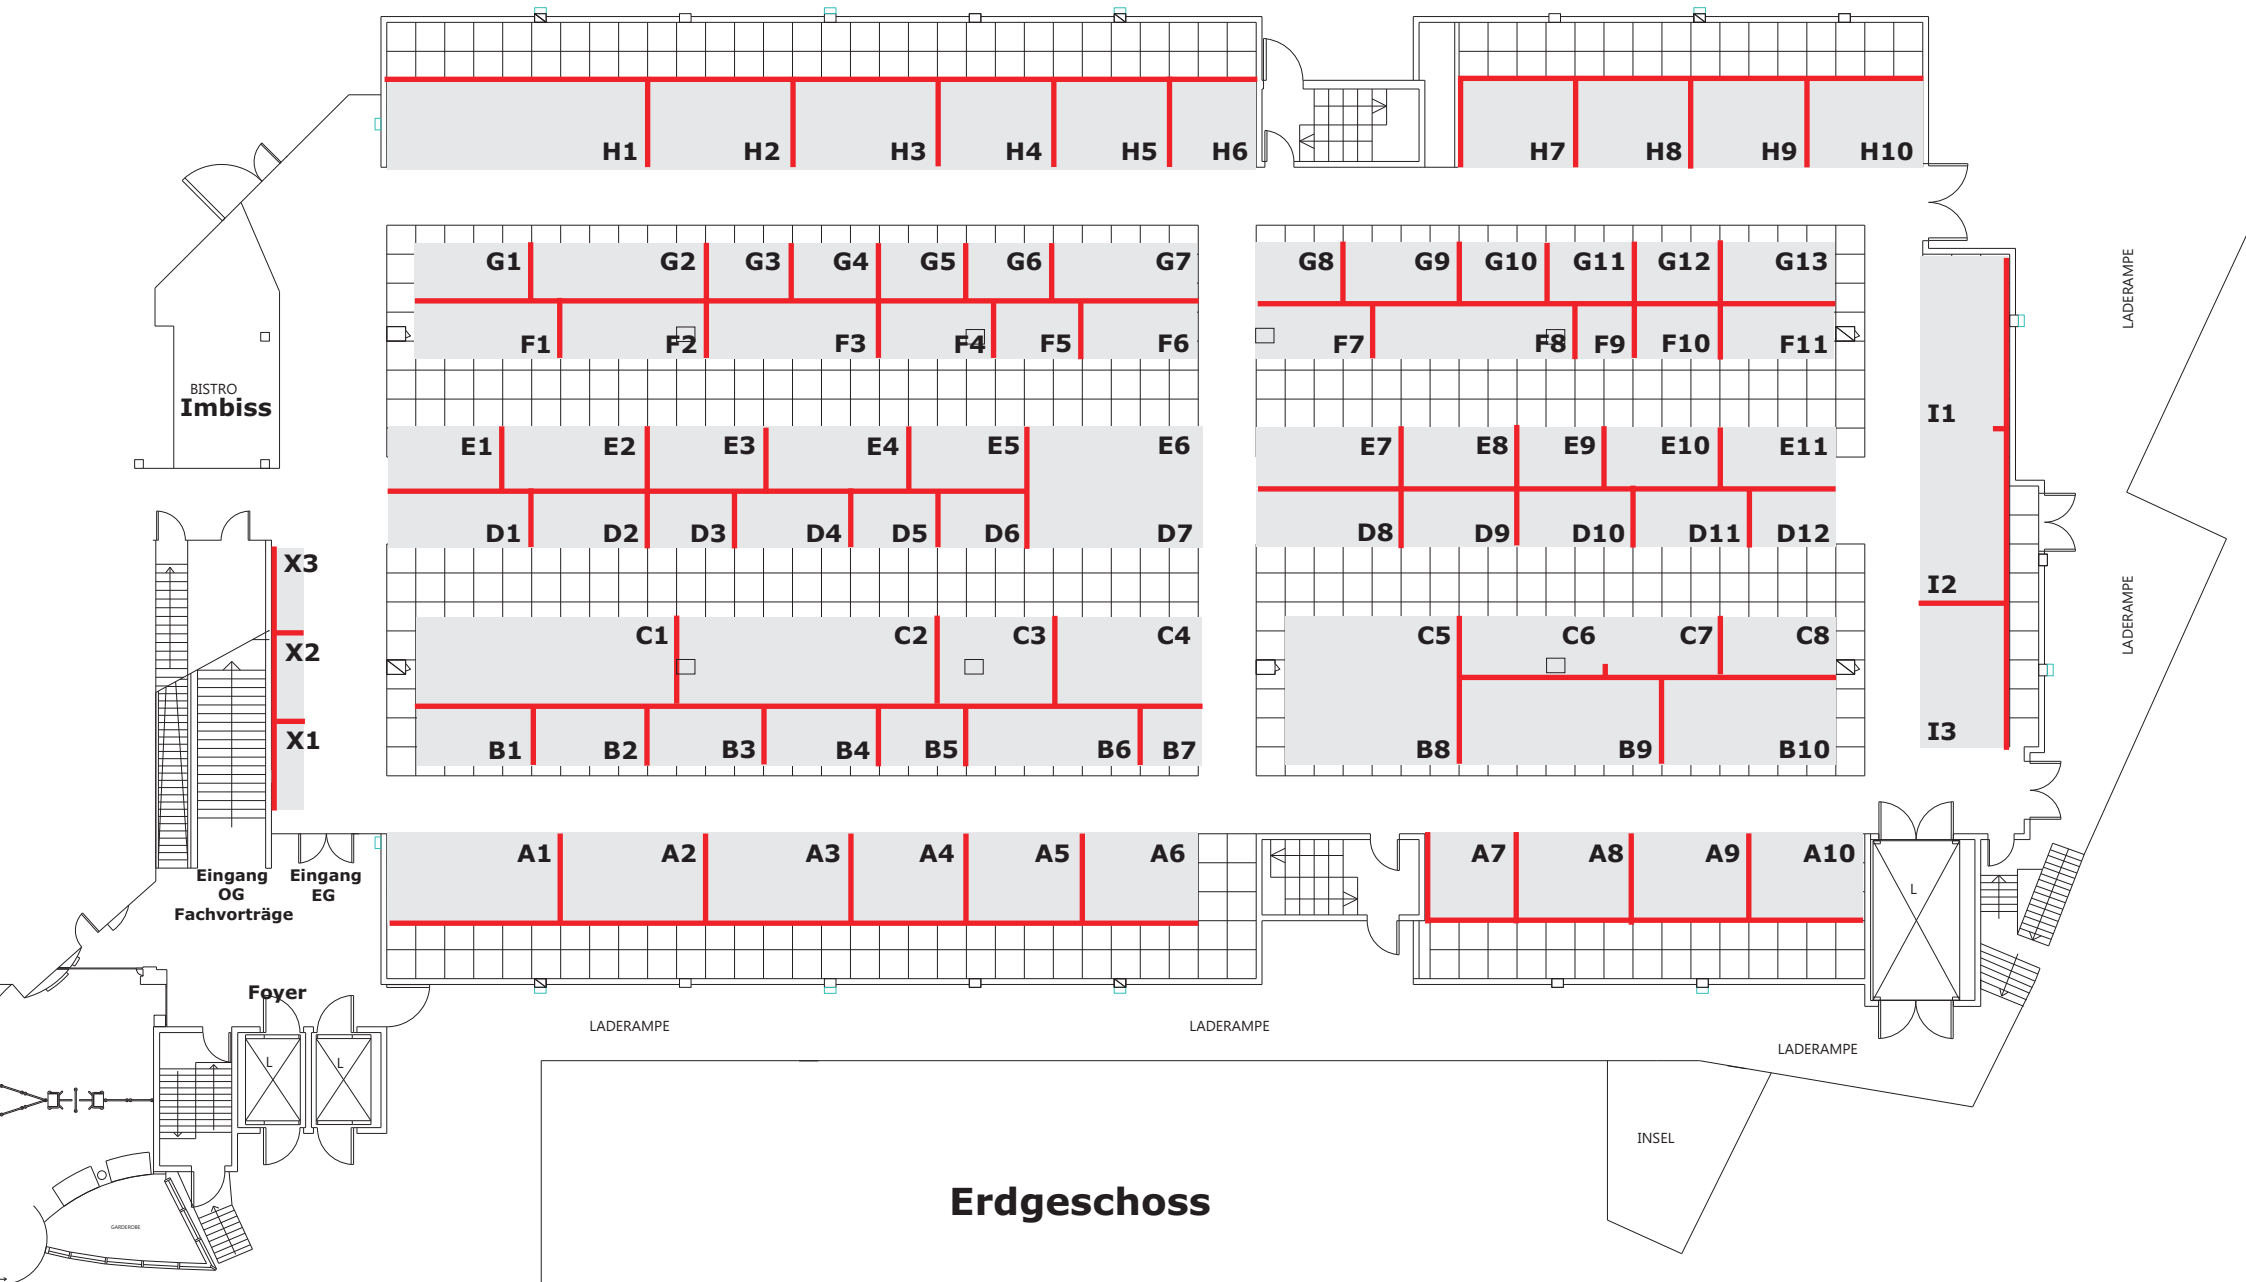 H1 H2 H3 H4 H5 H6 H7 H8 H9 H10
G1 G2 G3 G4 G5 G6 G7 G8 G9 G10 G11 G12 G13
LADERAMPE
F1 F2 F3 F4 F5 F6 F7 F8 F9 F10 F11
BISTRO
Imbiss
I1
E1 E2 E3 E4 E5 E6 E7 E8 E9 E10 E11
D1 D2 D3 D4 D5 D6 D7 D8 D9 D10 D11 D12
X3
I2
LADERAMPE
X2
C1 C2 C3 C4 C5 C6 C7 C8
X1
I3
B1 B2 B3 B4 B5 B6 B7 B8 B9 B10
A1 A2 A3 A4 A5 A6 A7 A8 A9 A10
Eingang
OG
Fachvorträge
Eingang
EG
L
Foyer
LADERAMPE LADERAMPE
LADERAMPE
L L
INSEL
Erdgeschoss
GARDEROBE